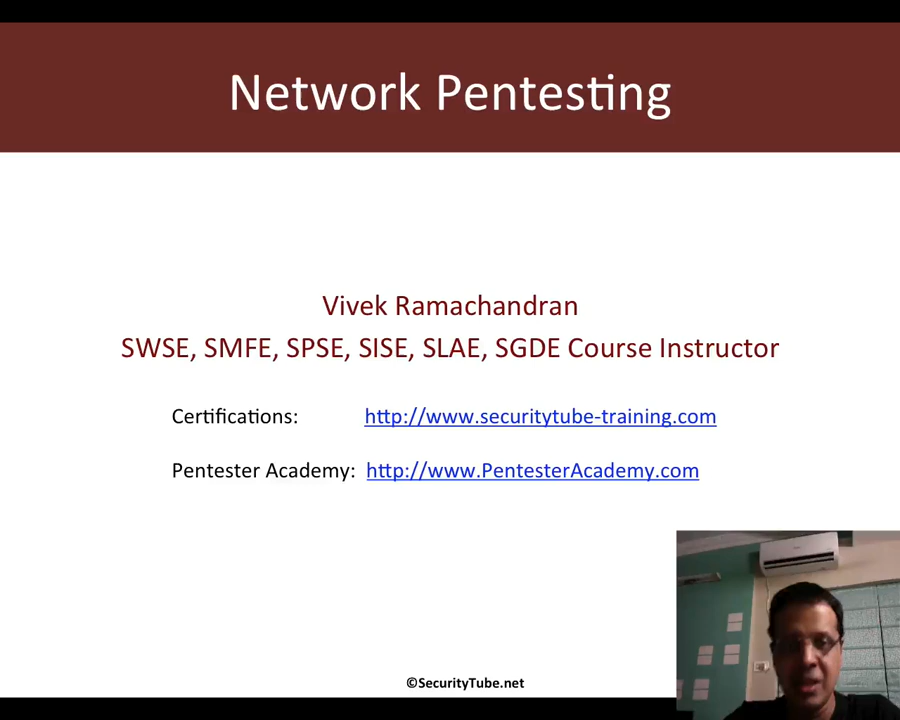 Network Pentesting
Vivek Ramachandran
SWSE, SMFE, SPSE, SISE, SLAE, SGDE Course Instructor
Certifications: http://www.securitytube-training.com
Pentester Academy: http://www.PentesterAcademy.com
©SecurityTube.net